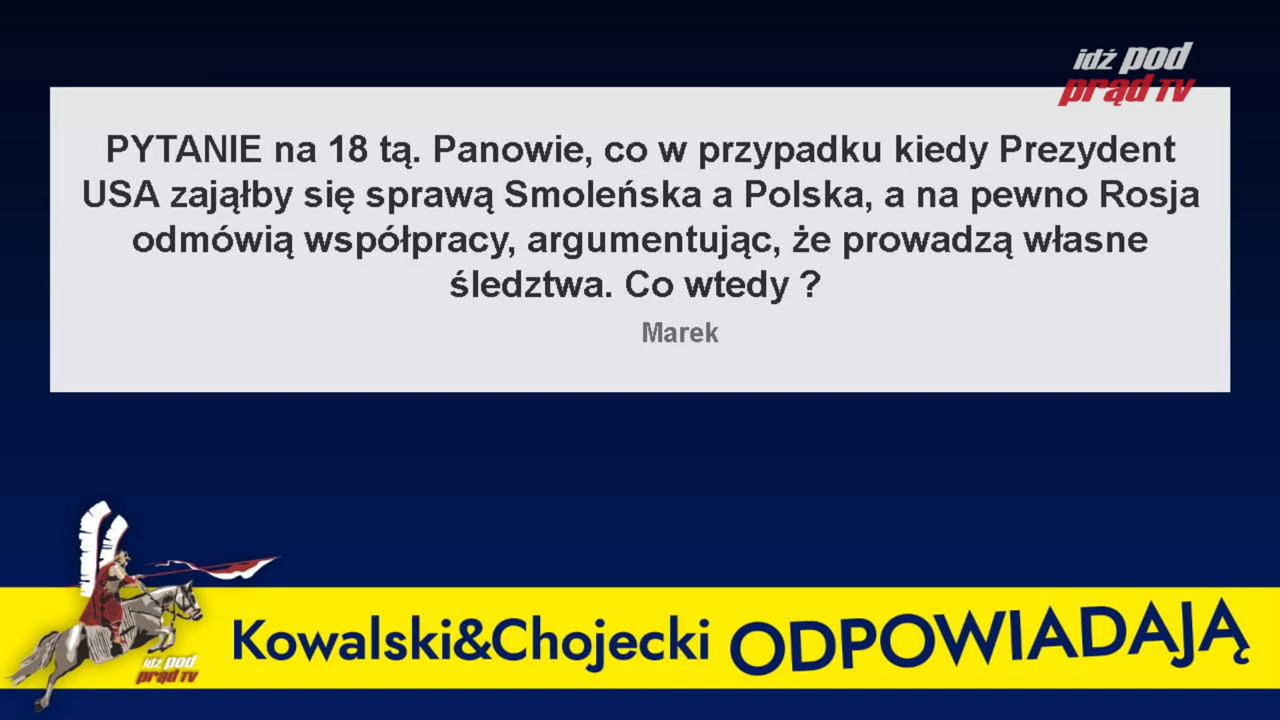 idź pod
prąd TV
PYTANIE na 18 tą. Panowie, co w przypadku kiedy Prezydent
USA zająłby się sprawą Smoleńska a Polska, a na pewno Rosja
odmówią współpracy, argumentując, że prowadzą własne
śledztwa. Co wtedy ?
Marek
Kowalski&Chojecki ODPOWIADAJĄ
idź pod
prąd TV